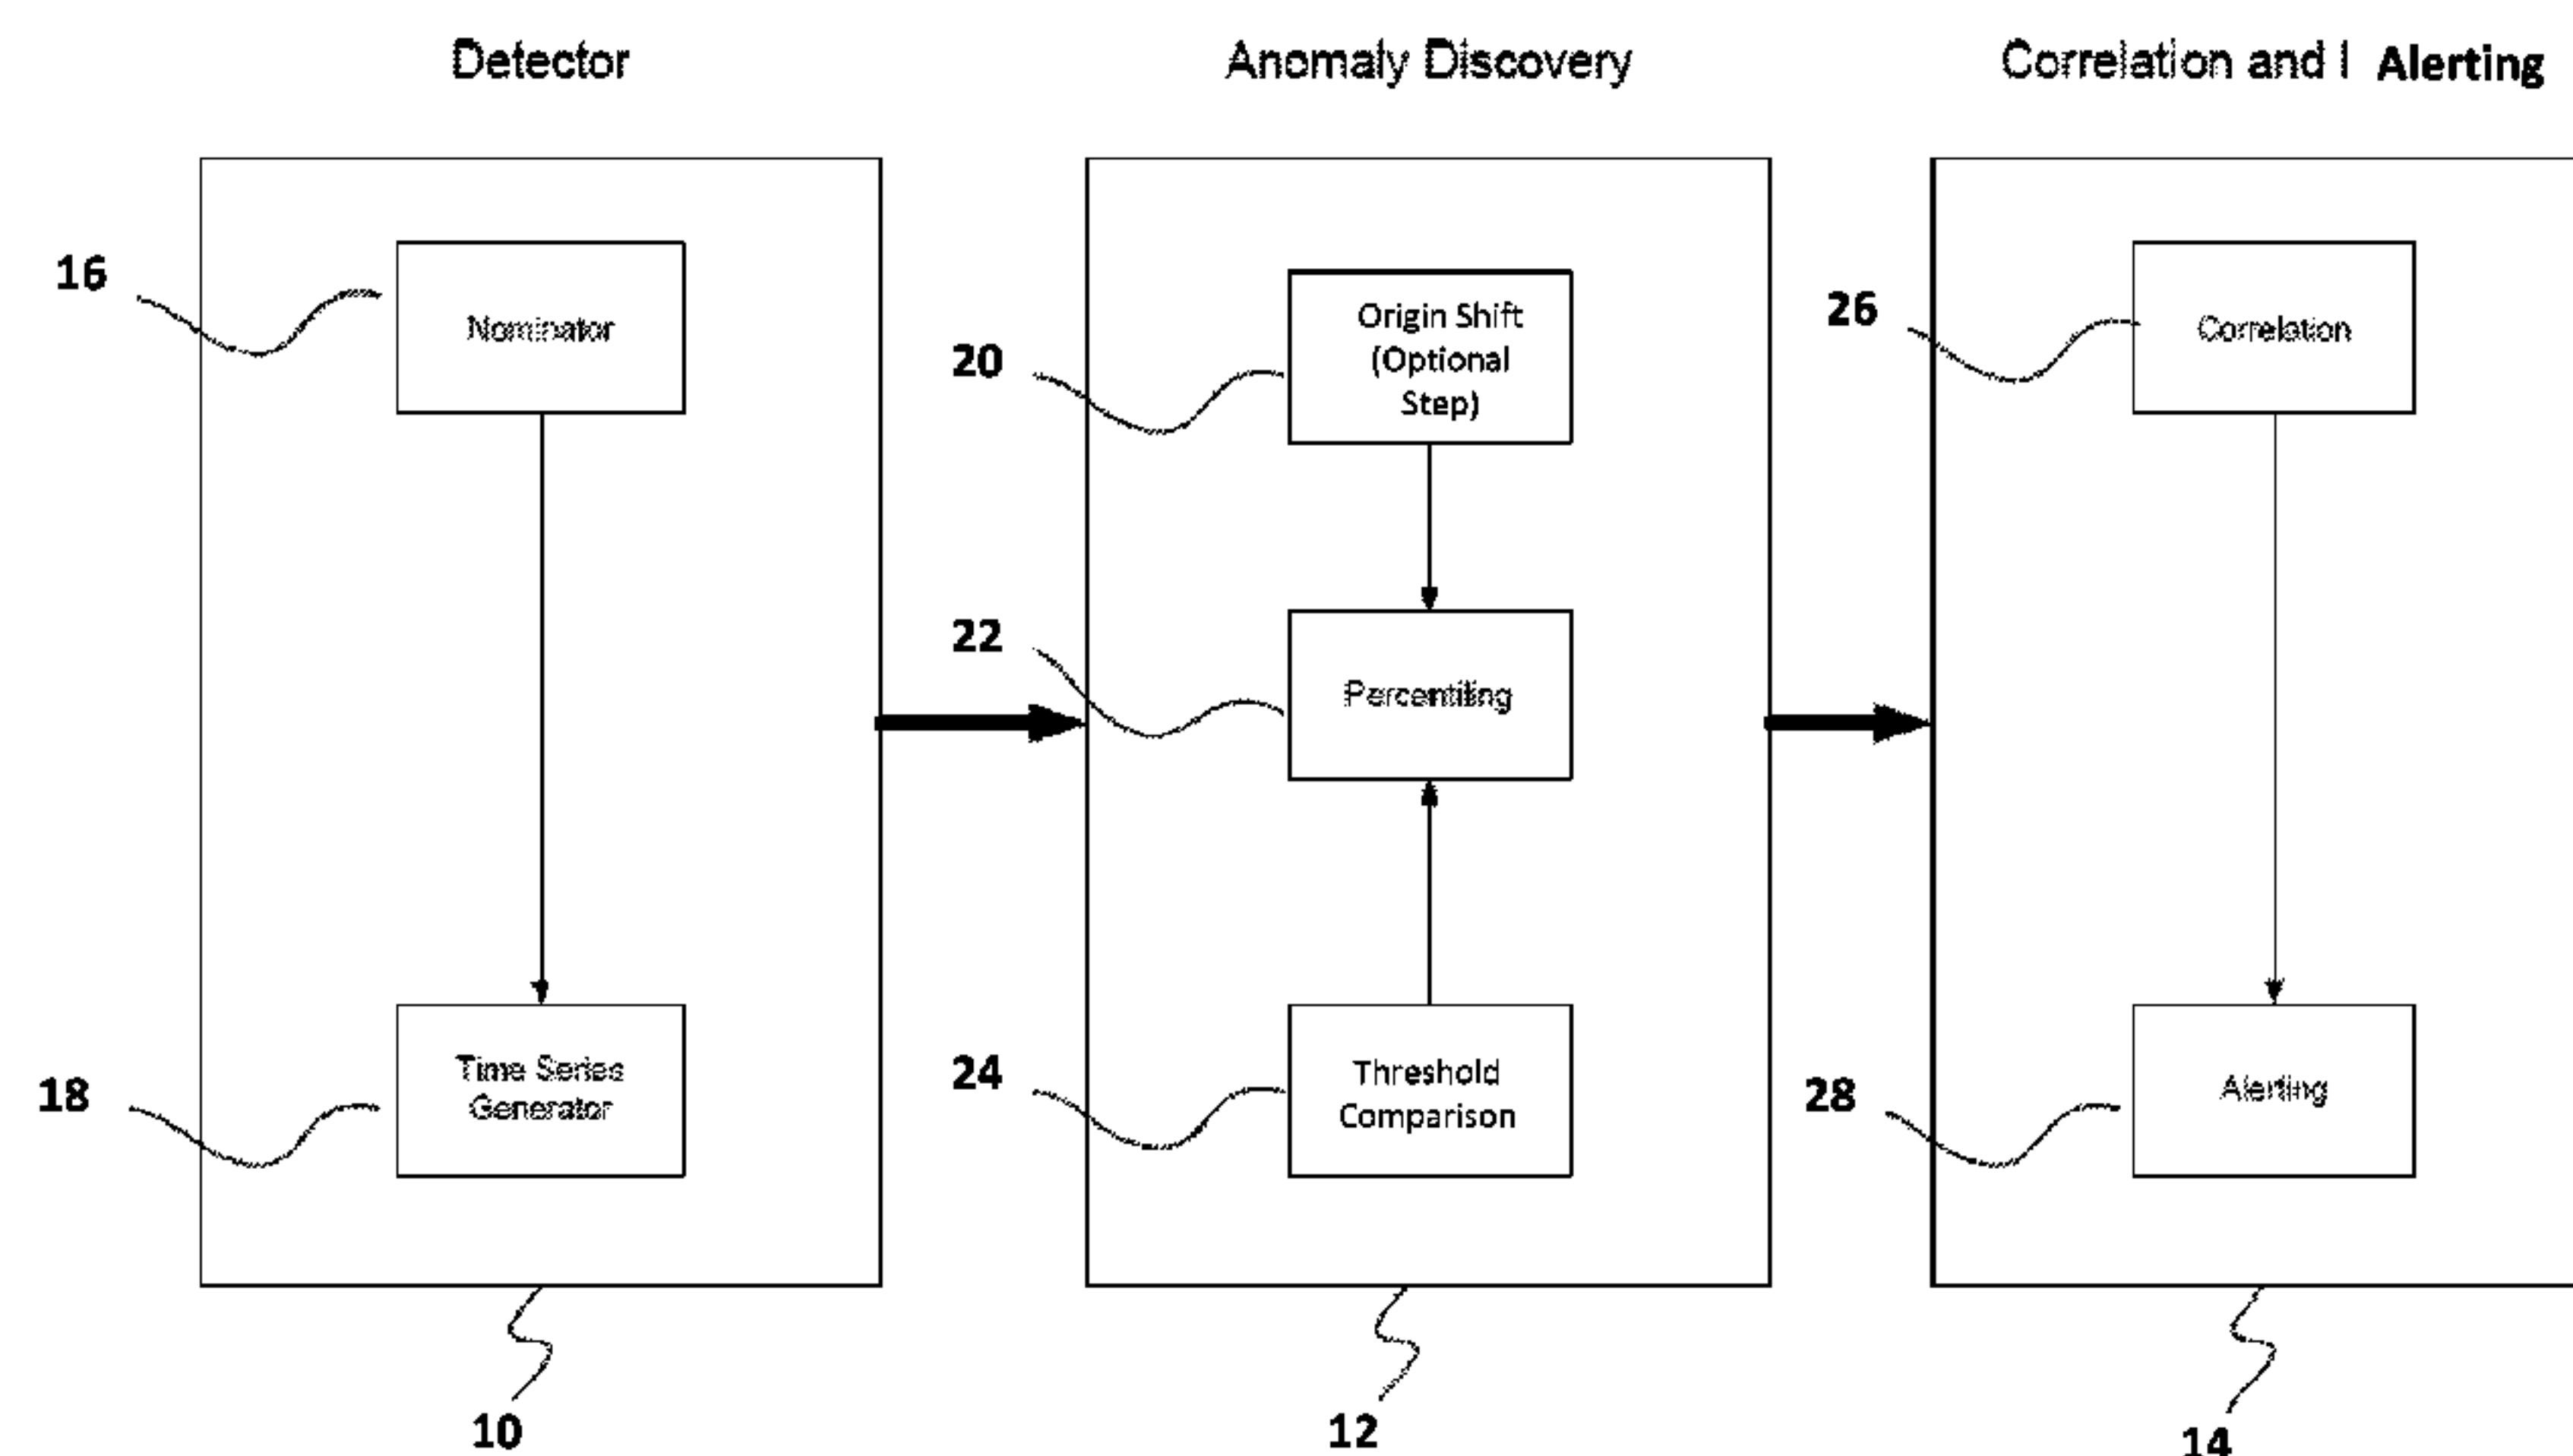 Detector
Anomaly Discovery
Correlation and I Alerting
16
Nominator
18
Time Series
Generator
10
20
Origin Shift
(Optional
Step)
22
Percentiling
24
Threshold
Comparison
12
26
Correlation
28
Alerting
14